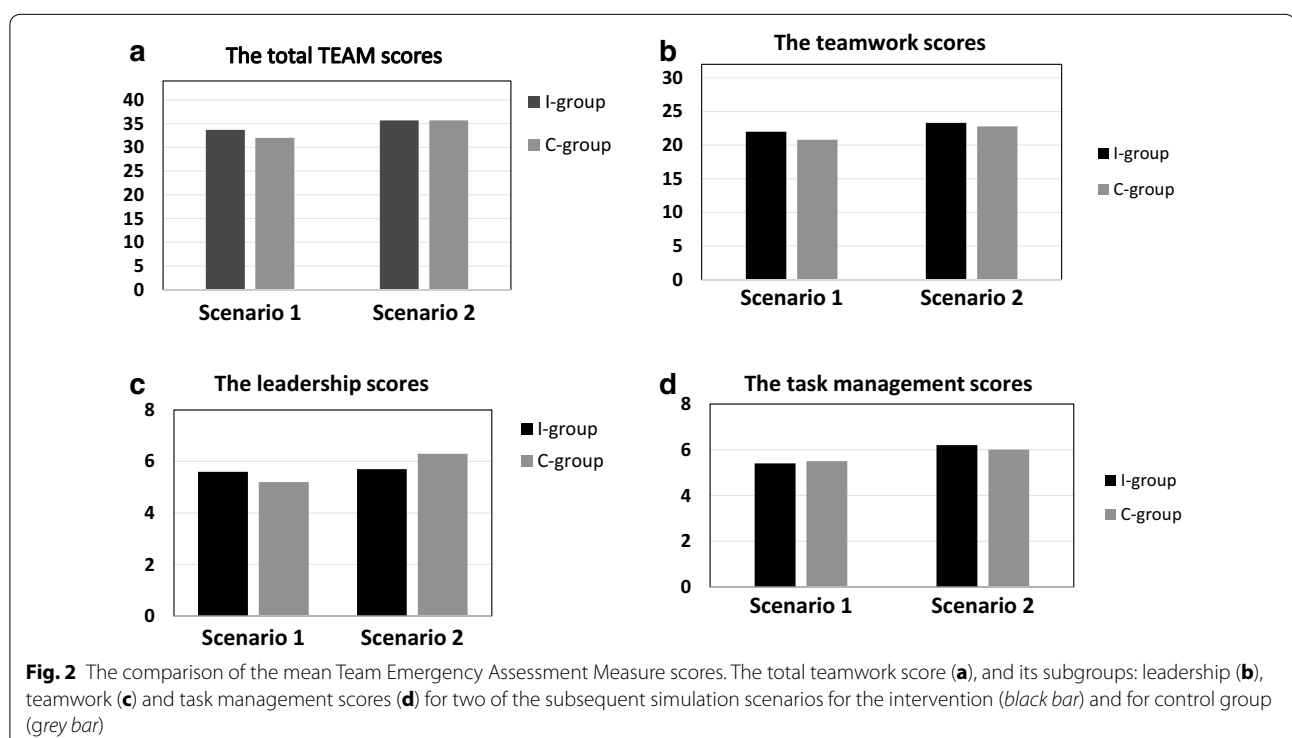 a
The total TEAM scores
40
35
30
25
20
15
10
5
0
Scenario 1 Scenario 2
I-group
C-group
b
The teamwork scores
30
25
20
15
10
5
0
Scenario 1 Scenario 2
I-group
C-group
c
The leadership scores
8
6
4
2
0
Scenario 1 Scenario 2
I-group
C-group
d
The task management scores
8
6
4
2
0
Scenario 1 Scenario 2
I-group
C-group
Fig. 2 The comparison of the mean Team Emergency Assessment Measure scores. The total teamwork score (a), and its subgroups: leadership (b),
teamwork (c) and task management scores (d) for two of the subsequent simulation scenarios for the intervention (black bar) and for control group
(grey bar)